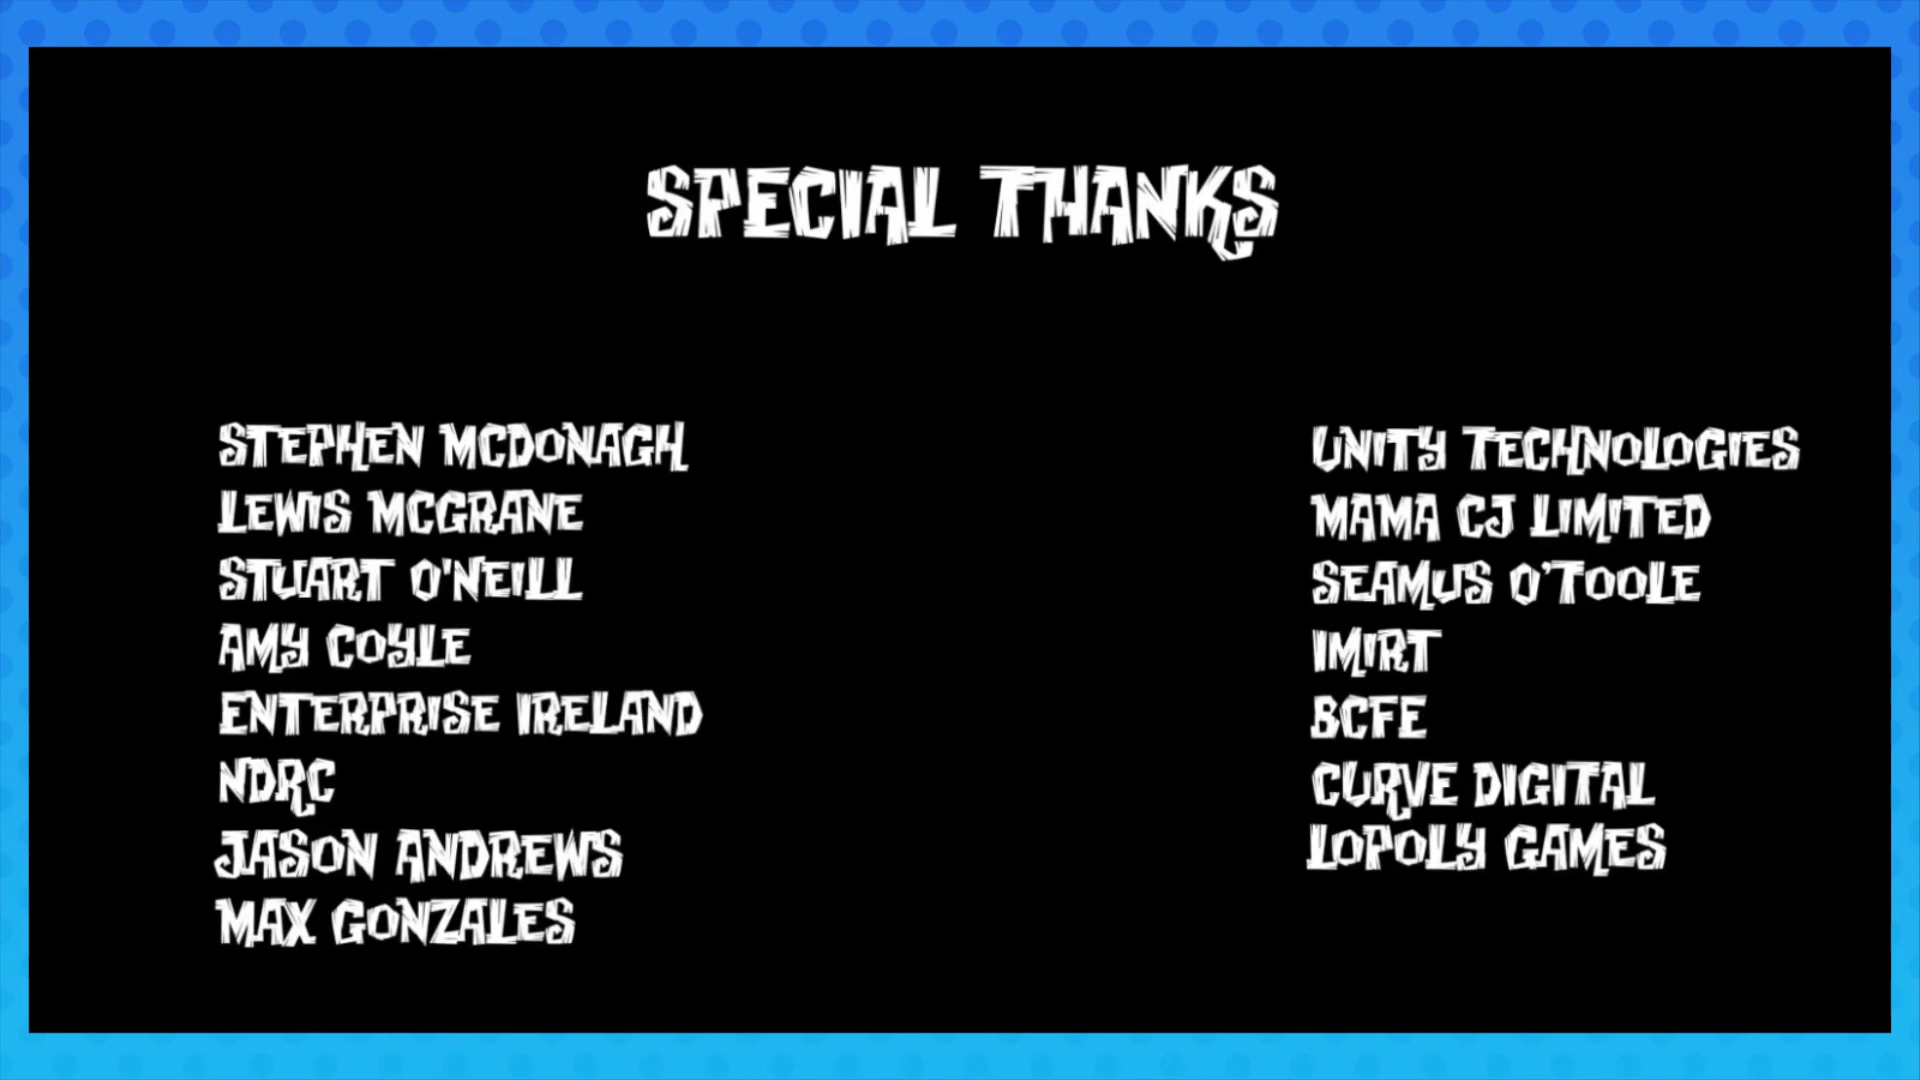 SPECIAL THANKS
STEPHEN MCDONAGH
LEWIS MCGRANE
STUART O'NEILL
AMY COYLE
ENTERPRISE IRELAND
NDRC
JASON ANDREWS
MAX GONZALES
UNITY TECHNOLOGIES
MAMA CJ LIMITED
SEAMUS O'TOOLE
IMIRT
BCFE
CURVE DIGITAL
LOPOLY GAMES